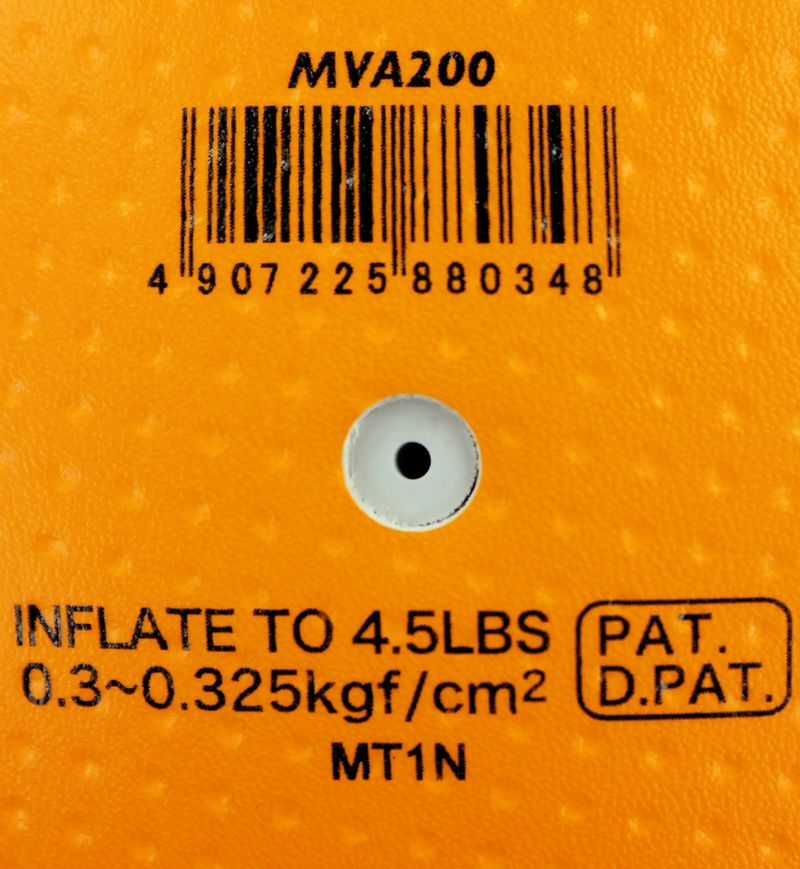 MVA200
4 907225 880348
INFLATE TO 4.5LBS
0.3~0.325kgf/cm²
PAT.
D.PAT.
MT1N